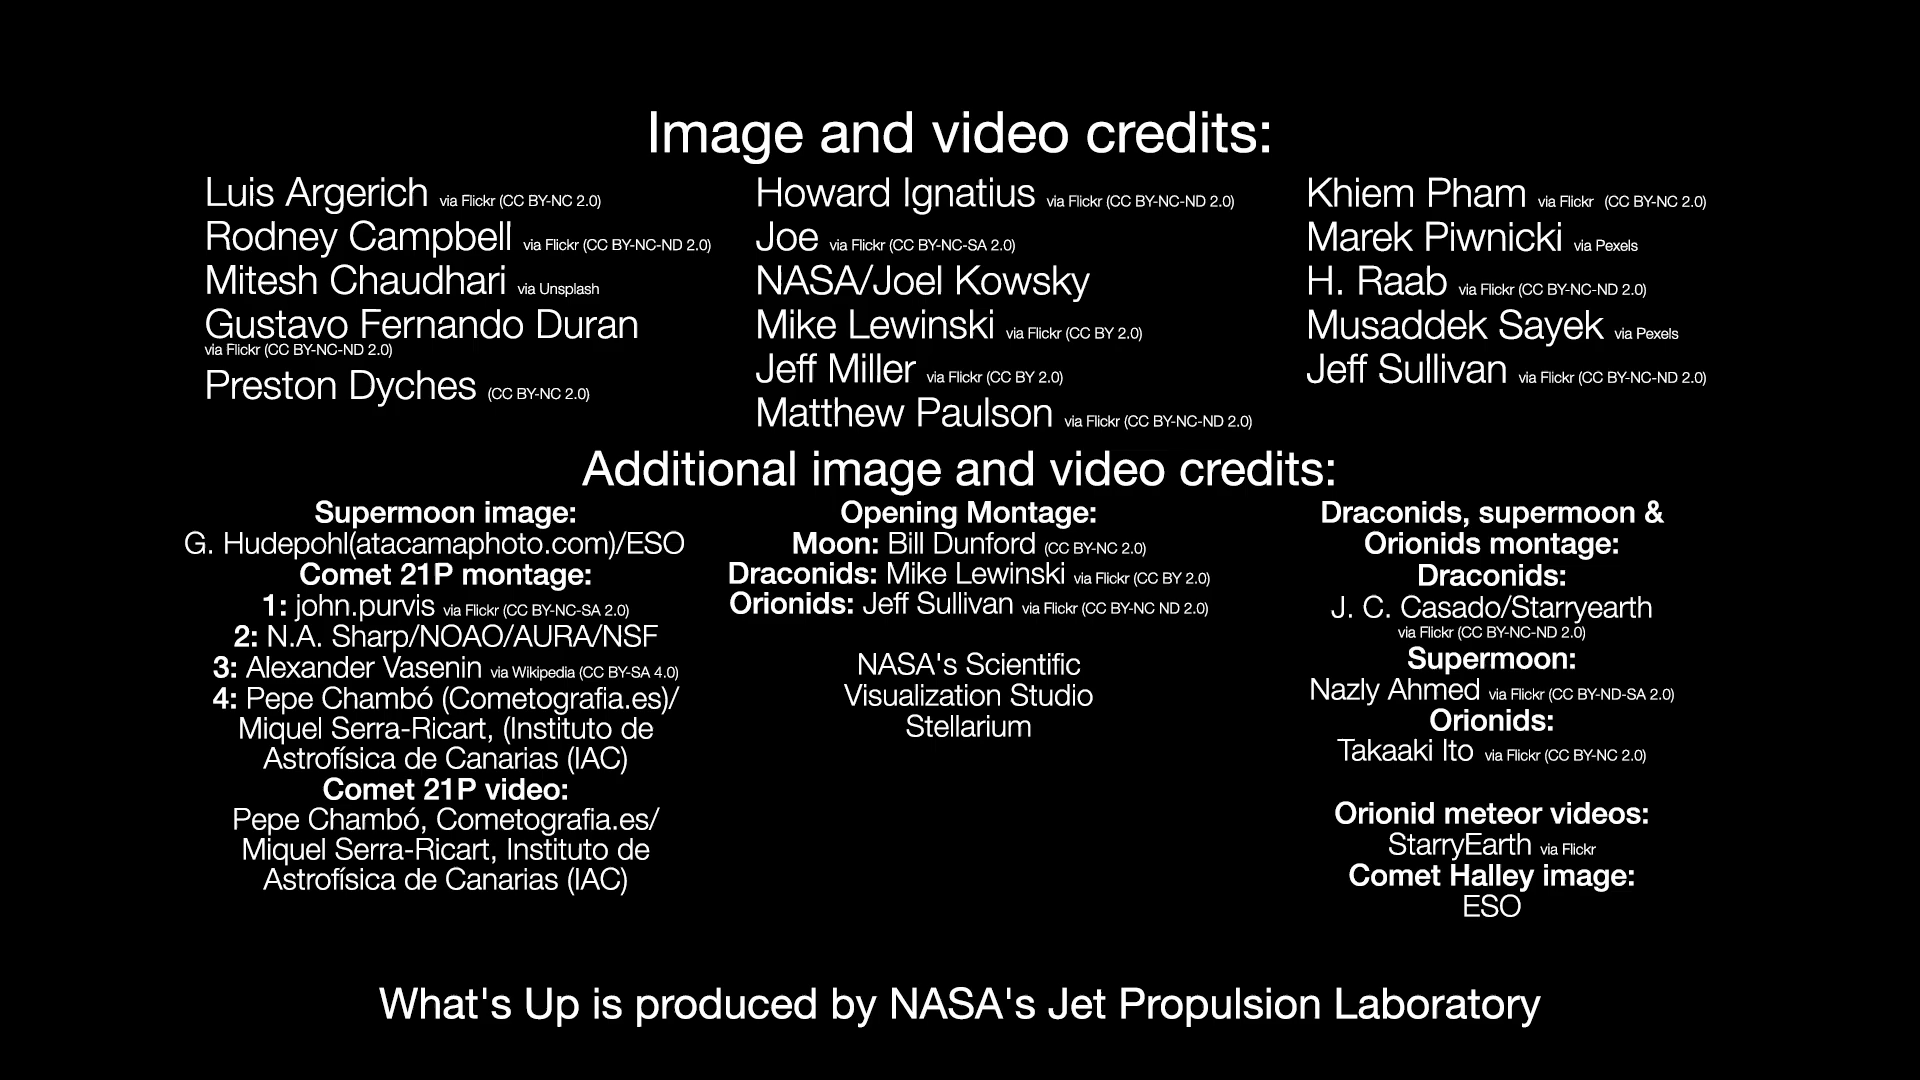 Image and video credits:
Luis Argerich via Flickr (CC BY-NC 2.0)
Rodney Campbell via Flickr (CC BY-NC-ND 2.0)
Mitesh Chaudhari via Unsplash
Gustavo Fernando Duran
via Flickr (CC BY-NC-ND 2.0)
Preston Dyches (CC BY-NC 2.0)
Howard Ignatius via Flickr (CC BY-NC-ND 2.0)
Joe via Flickr (CC BY-NC-SA 2.0)
NASA/Joel Kowsky
Mike Lewinski via Flickr (CC BY 2.0)
Jeff Miller via Flickr (CC BY 2.0)
Matthew Paulson via Flickr (CC BY-NC-ND 2.0)
Khiem Pham via Flickr (CC BY-NC 2.0)
Marek Piwnicki via Pexels
H. Raab via Flickr (CC BY-NC-ND 2.0)
Musaddek Sayek via Pexels
Jeff Sullivan via Flickr (CC BY-NC-ND 2.0)
Additional image and video credits:
Supermoon image:
G. Hudepohl(atacamaphoto.com)/ESO
Comet 21P montage:
1: john.purvis via Flickr (CC BY-NC-SA 2.0)
2: N.A. Sharp/NOAO/AURA/NSF
3: Alexander Vasenin via Wikipedia (CC BY-SA 4.0)
4: Pepe Chambó (Cometografia.es)/
Miquel Serra-Ricart, (Instituto de
Astrofísica de Canarias (IAC)
Comet 21P video:
Pepe Chambó, Cometografia.es/
Miquel Serra-Ricart, Instituto de
Astrofísica de Canarias (IAC)
Opening Montage:
Moon: Bill Dunford (CC BY-NC 2.0)
Draconids: Mike Lewinski via Flickr (CC BY 2.0)
Orionids: Jeff Sullivan via Flickr (CC BY-NC ND 2.0)
NASA's Scientific
Visualization Studio
Stellarium
Draconids, supermoon &
Orionids montage:
Draconids:
J. C. Casado/Starryearth
via Flickr (CC BY-NC-ND 2.0)
Supermoon:
Nazly Ahmed via Flickr (CC BY-ND-SA 2.0)
Orionids:
Takaaki Ito via Flickr (CC BY-NC 2.0)
Orionid meteor videos:
StarryEarth via Flickr
Comet Halley image:
ESO
What's Up is produced by NASA's Jet Propulsion Laboratory